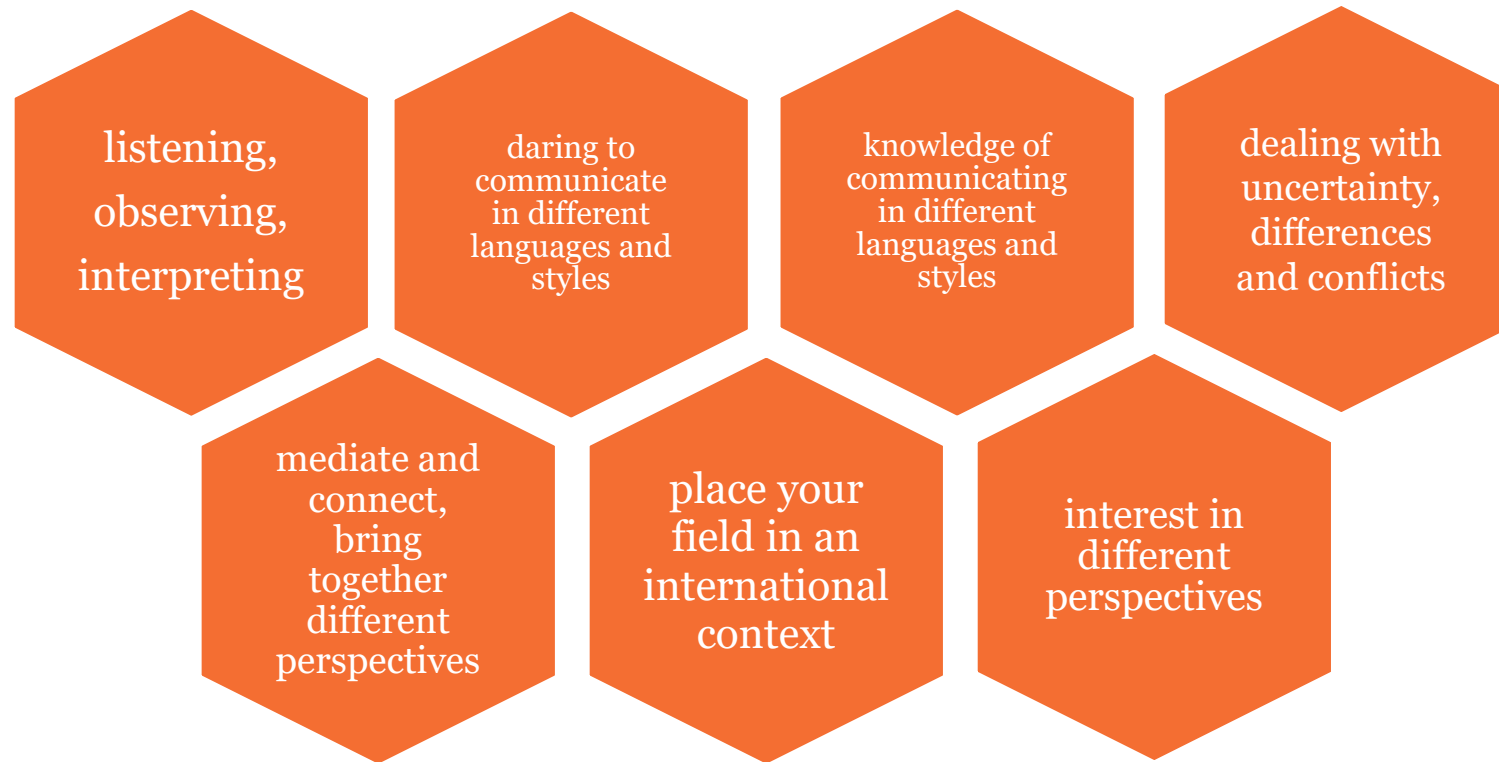 listening,
observing,
interpreting
daring to
communicate
in different
languages and
styles
knowledge of
communicating
in different
languages and
styles
dealing with
uncertainty,
differences
and conflicts
mediate and
connect,
bring
together
different
perspectives
place your
field in an
international
context
interest in
different
perspectives